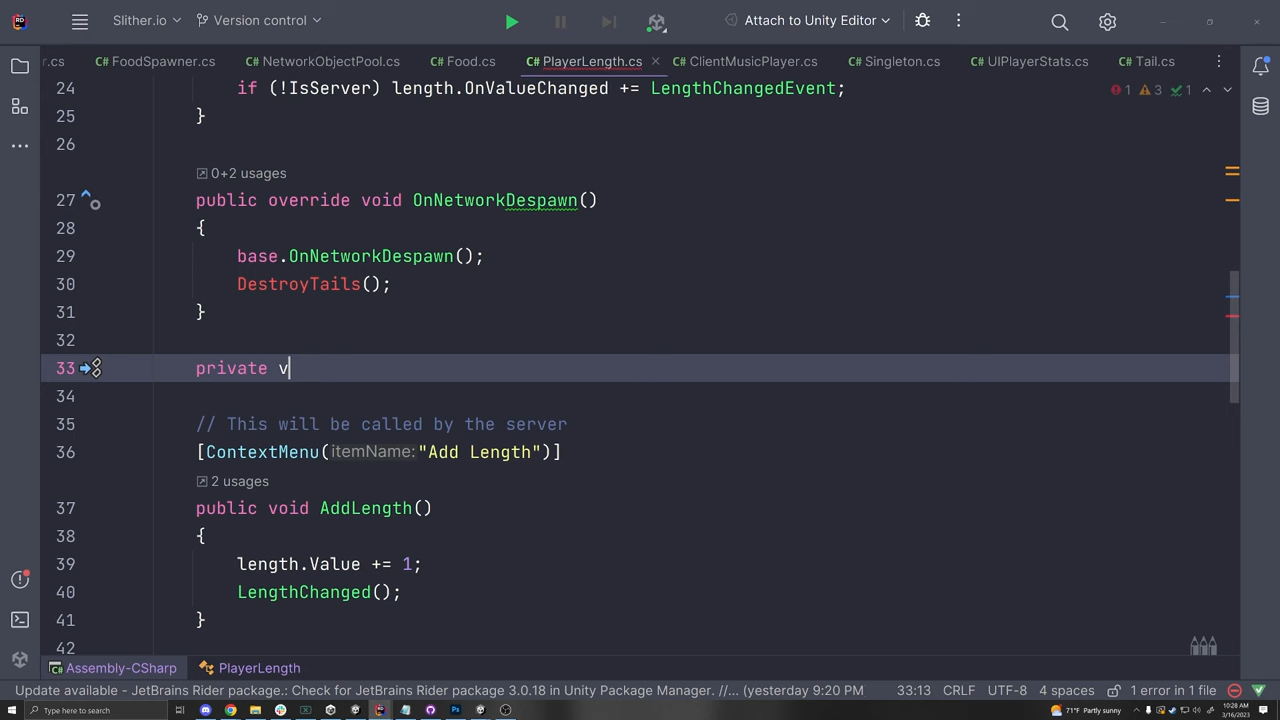 Slither.io Version control Attach to Unity Editor
r.cs FoodSpawner.cs NetworkObjectPool.cs Food.cs PlayerLength.cs ClientMusicPlayer.cs Singleton.cs UIPlayerStats.cs Tail.cs
24 if (!IsServer) length.OnValueChanged += LengthChangedEvent;
1 3 1
25 }
26
0+2 usages
27 public override void OnNetworkDespawn()
28 {
29 base.OnNetworkDespawn();
30 DestroyTails();
31 }
32
33 private v
34
35 // This will be called by the server
36 [ContextMenu(itemName:"Add Length")]
2 usages
37 public void AddLength()
38 {
39 length.Value += 1;
40 LengthChanged();
41 }
42
Assembly-CSharp PlayerLength
Update available - JetBrains Rider package.: Check for JetBrains Rider package 3.0.18 in Unity Package Manager. //... (yesterday 9:20 PM) 33:13 CRLF UTF-8 4 spaces 1 error in 1 file
Type here to search 71°F Partly sunny 10:28 AM
3/16/2023